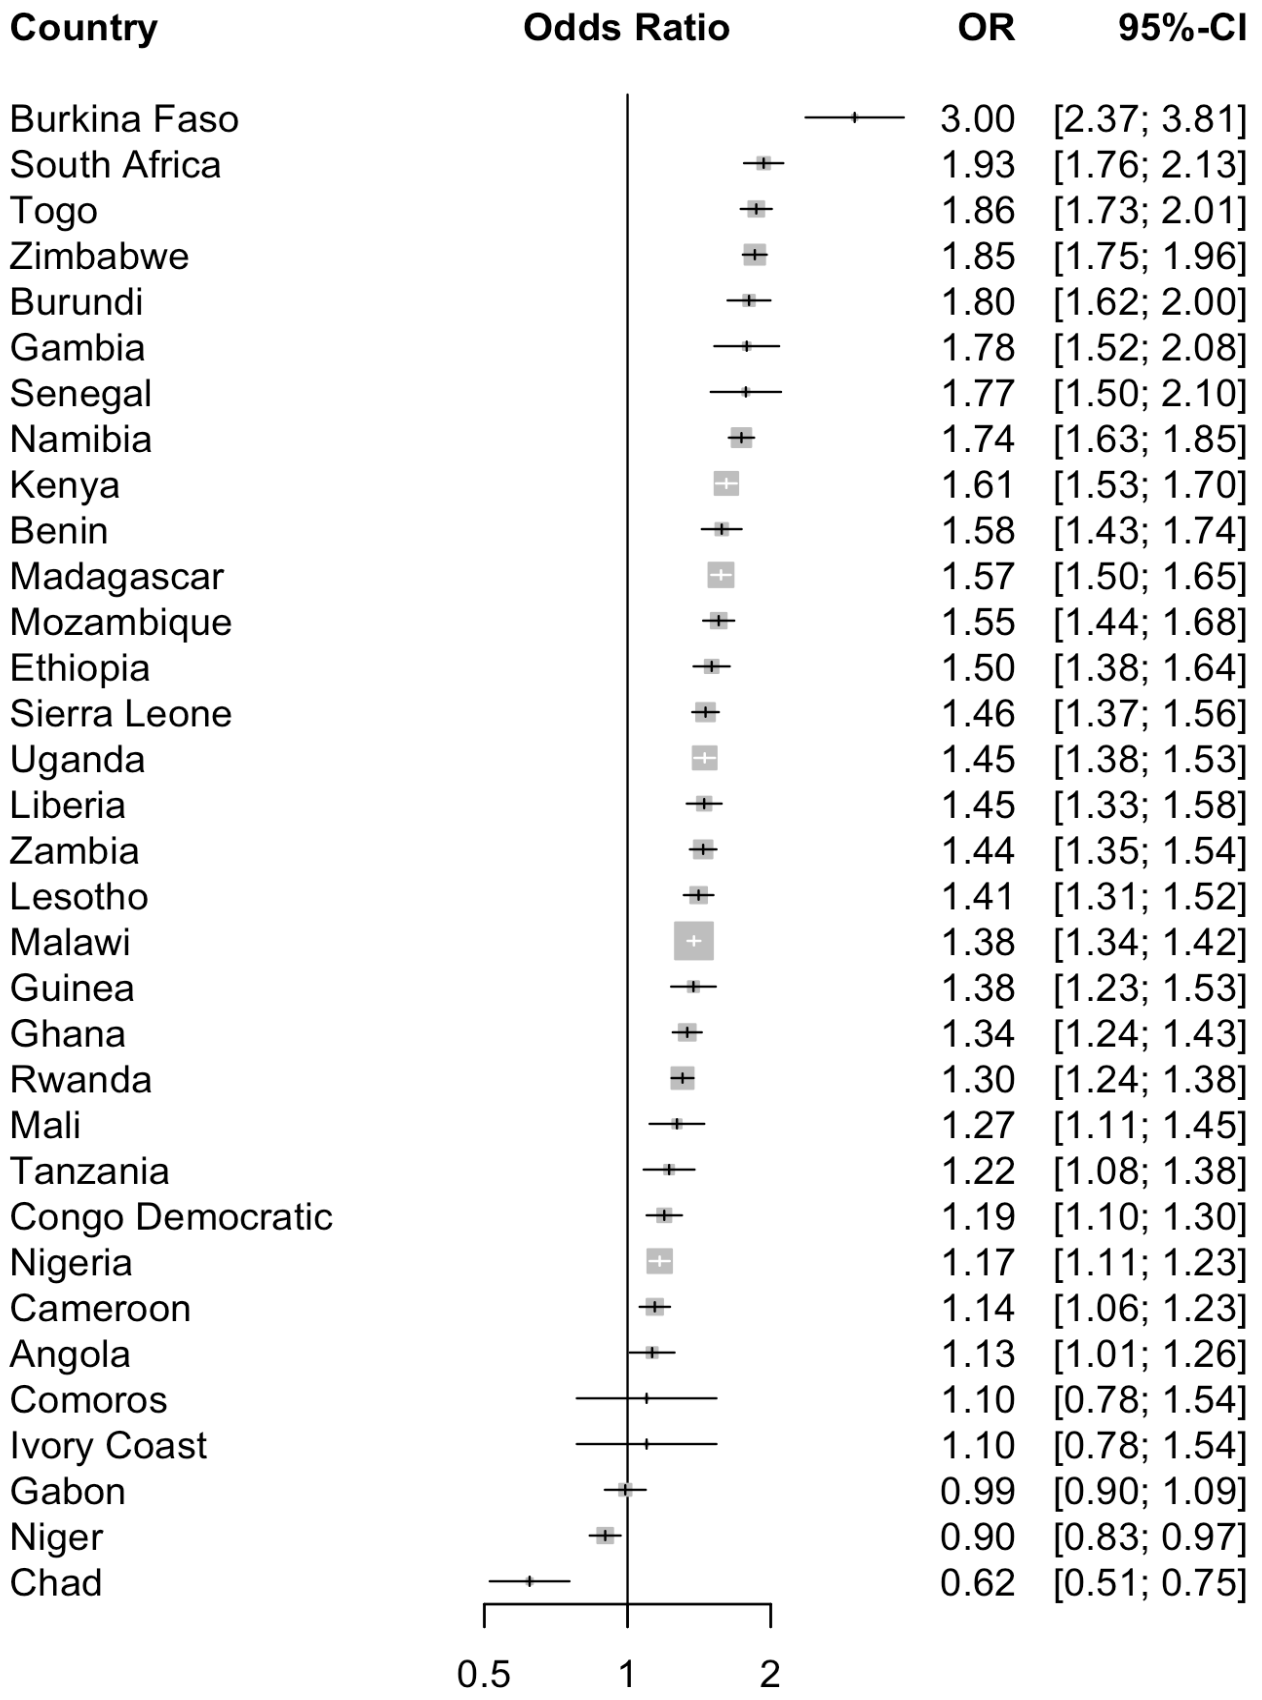 Country Odds Ratio OR 95%-CI
Burkina Faso 3.00 [2.37; 3.81]
South Africa 1.93 [1.76; 2.13]
Togo 1.86 [1.73; 2.01]
Zimbabwe 1.85 [1.75; 1.96]
Burundi 1.80 [1.62; 2.00]
Gambia 1.78 [1.52; 2.08]
Senegal 1.77 [1.50; 2.10]
Namibia 1.74 [1.63; 1.85]
Kenya 1.61 [1.53; 1.70]
Benin 1.58 [1.43; 1.74]
Madagascar 1.57 [1.50; 1.65]
Mozambique 1.55 [1.44; 1.68]
Ethiopia 1.50 [1.38; 1.64]
Sierra Leone 1.46 [1.37; 1.56]
Uganda 1.45 [1.38; 1.53]
Liberia 1.45 [1.33; 1.58]
Zambia 1.44 [1.35; 1.54]
Lesotho 1.41 [1.31; 1.52]
Malawi 1.38 [1.34; 1.42]
Guinea 1.38 [1.23; 1.53]
Ghana 1.34 [1.24; 1.43]
Rwanda 1.30 [1.24; 1.38]
Mali 1.27 [1.11; 1.45]
Tanzania 1.22 [1.08; 1.38]
Congo Democratic 1.19 [1.10; 1.30]
Nigeria 1.17 [1.11; 1.23]
Cameroon 1.14 [1.06; 1.23]
Angola 1.13 [1.01; 1.26]
Comoros 1.10 [0.78; 1.54]
Ivory Coast 1.10 [0.78; 1.54]
Gabon 0.99 [0.90; 1.09]
Niger 0.90 [0.83; 0.97]
Chad 0.62 [0.51; 0.75]
0.5 1 2